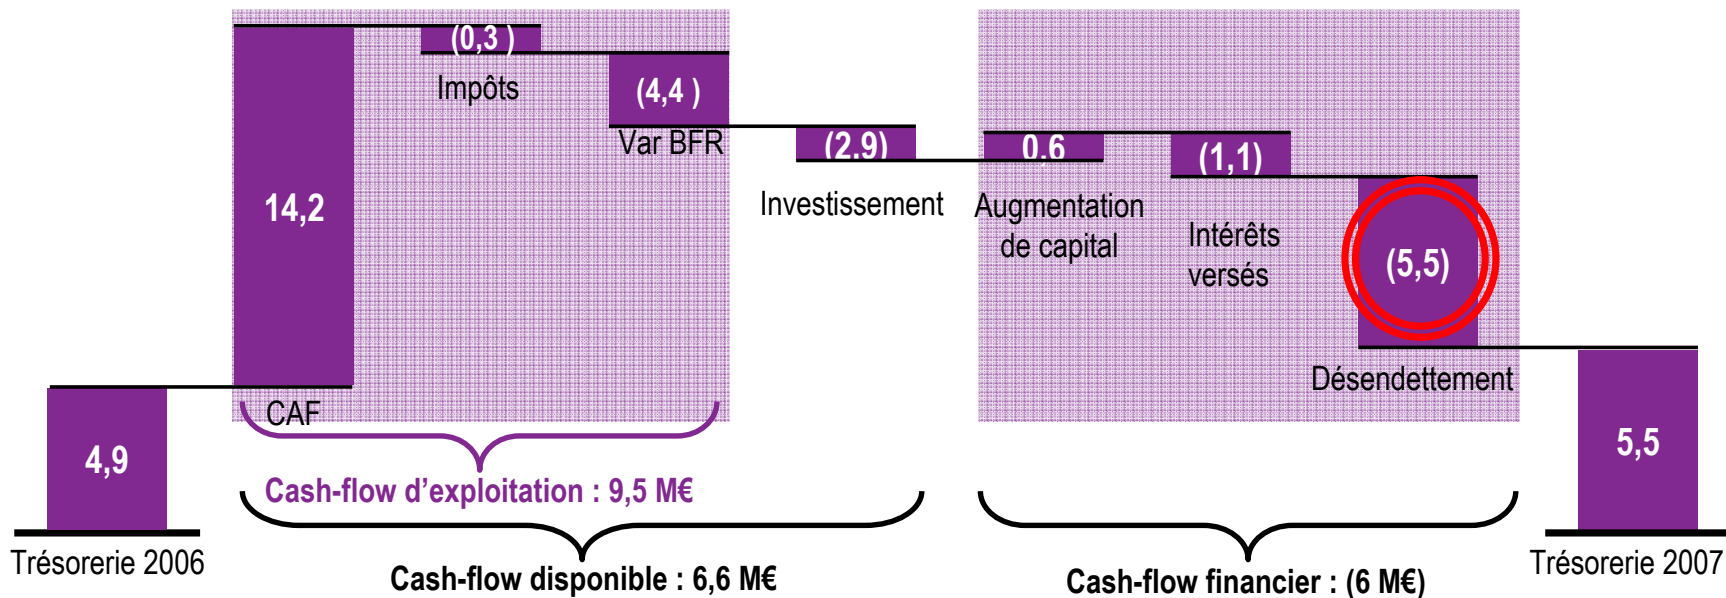 (0,3 )
Impôts
(4,4 )
Var BFR
(2,9)
Investissement
0,6
Augmentation
de capital
(1,1)
Intérêts
versés
(5,5)
Désendettement
14,2
CAF
4,9
5,5
Cash-flow d’exploitation : 9,5 M€
Trésorerie 2006
Trésorerie 2007
Cash-flow disponible : 6,6 M€
Cash-flow financier : (6 M€)